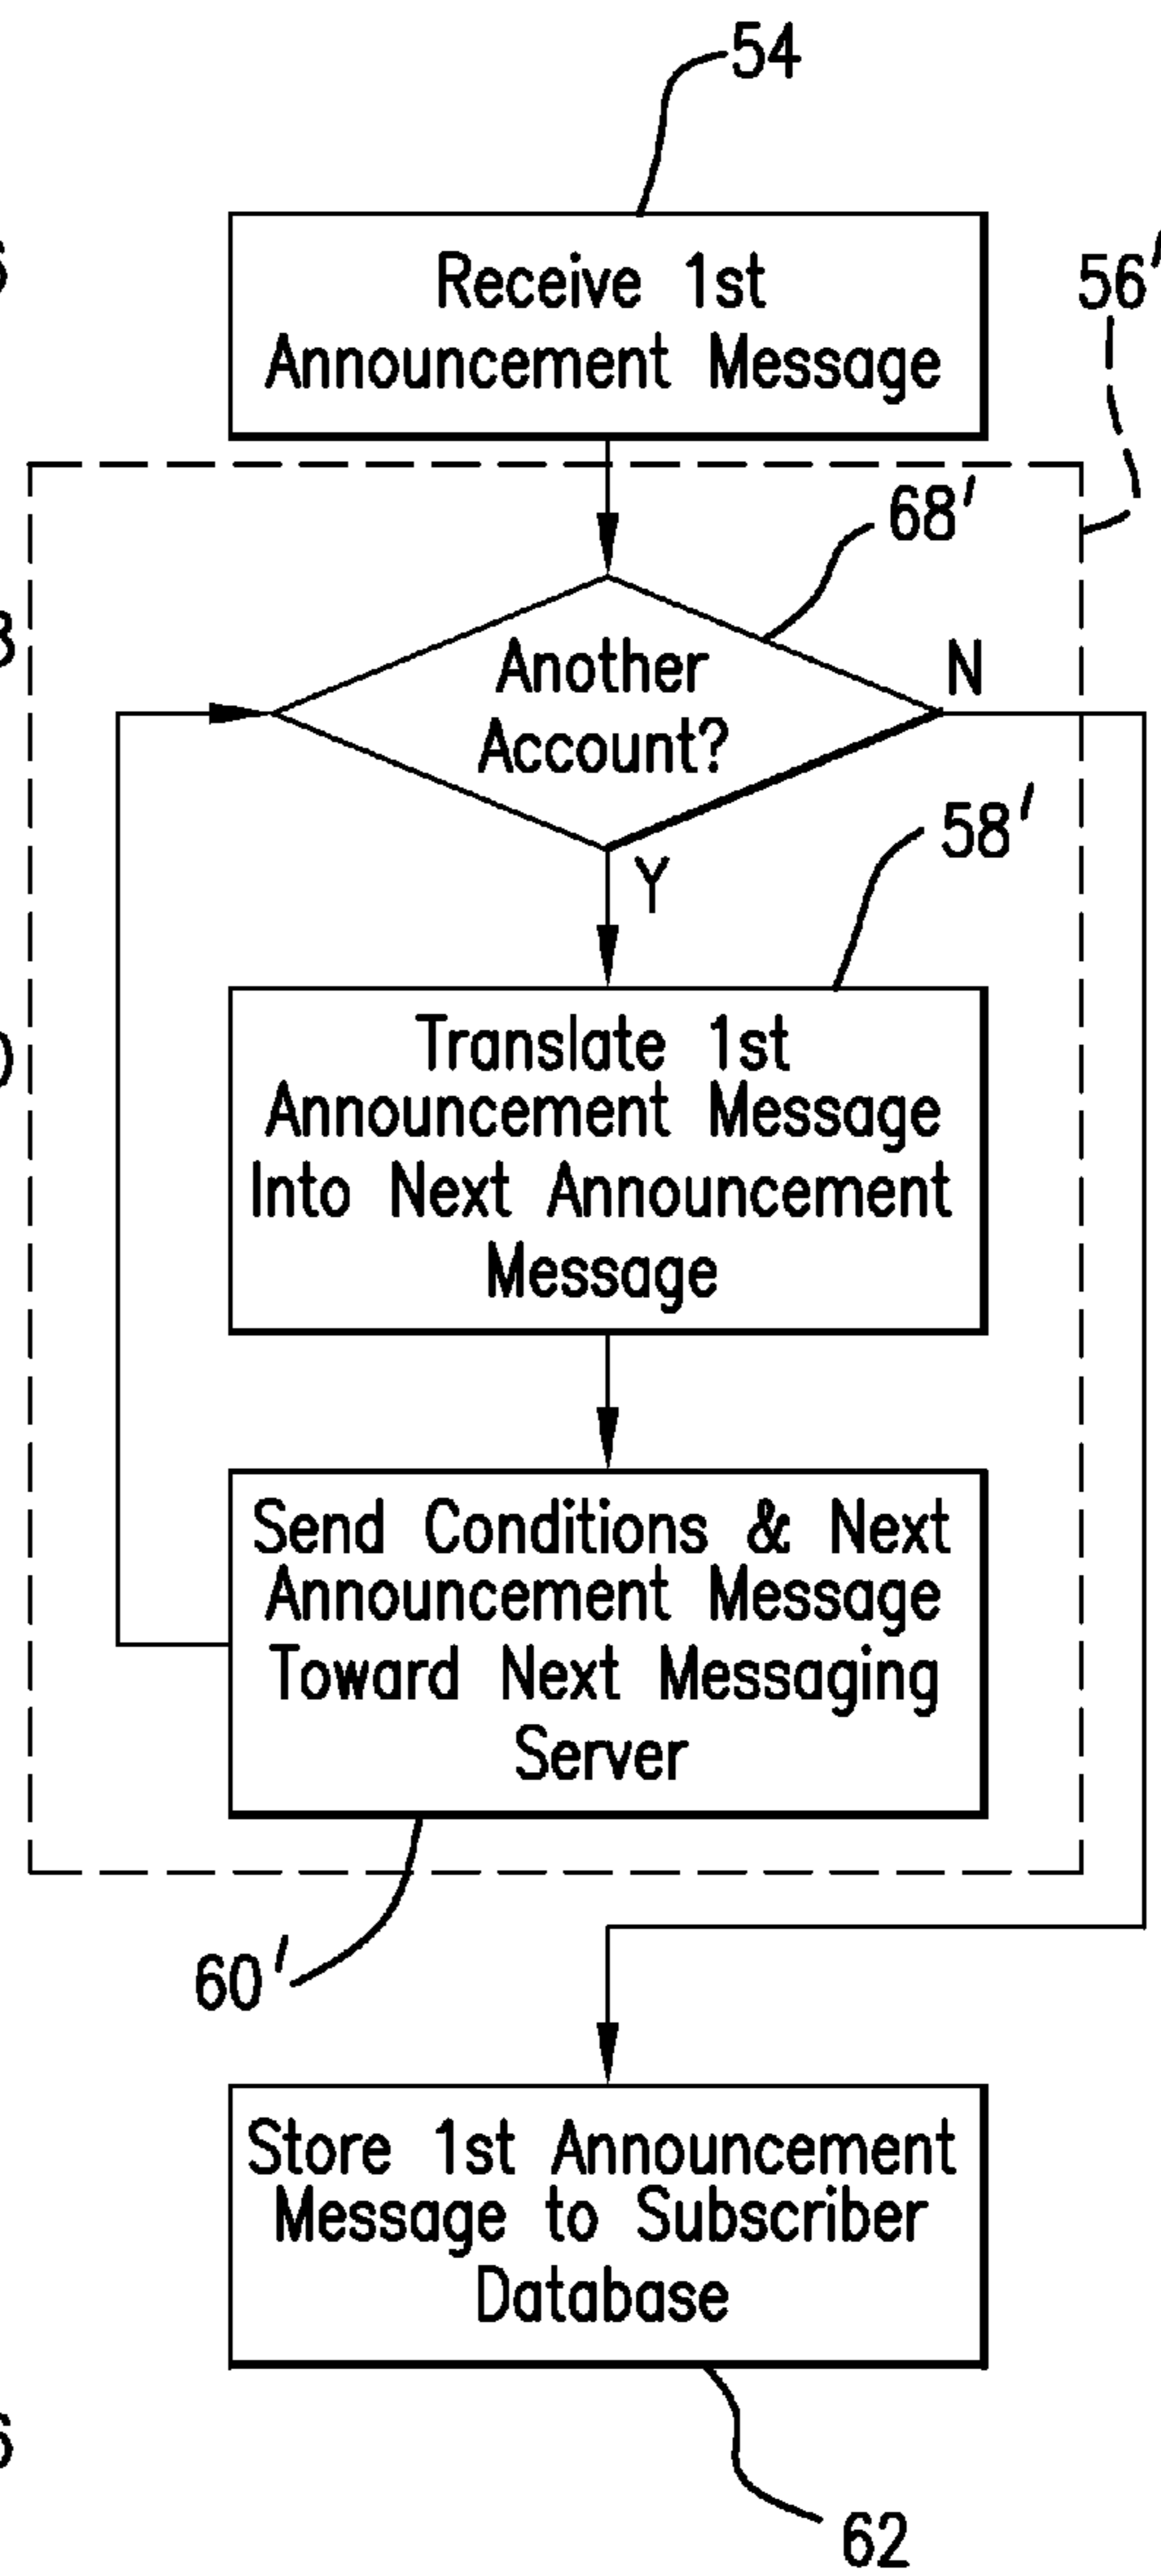 54
Receive 1st
Announcement Message
56'
68'
Another
Account?
N
Y
58'
Translate 1st
Announcement Message
Into Next Announcement
Message
Send Conditions & Next
Announcement Message
Toward Next Messaging
Server
60'
Store 1st Announcement
Message to Subscriber
Database
62